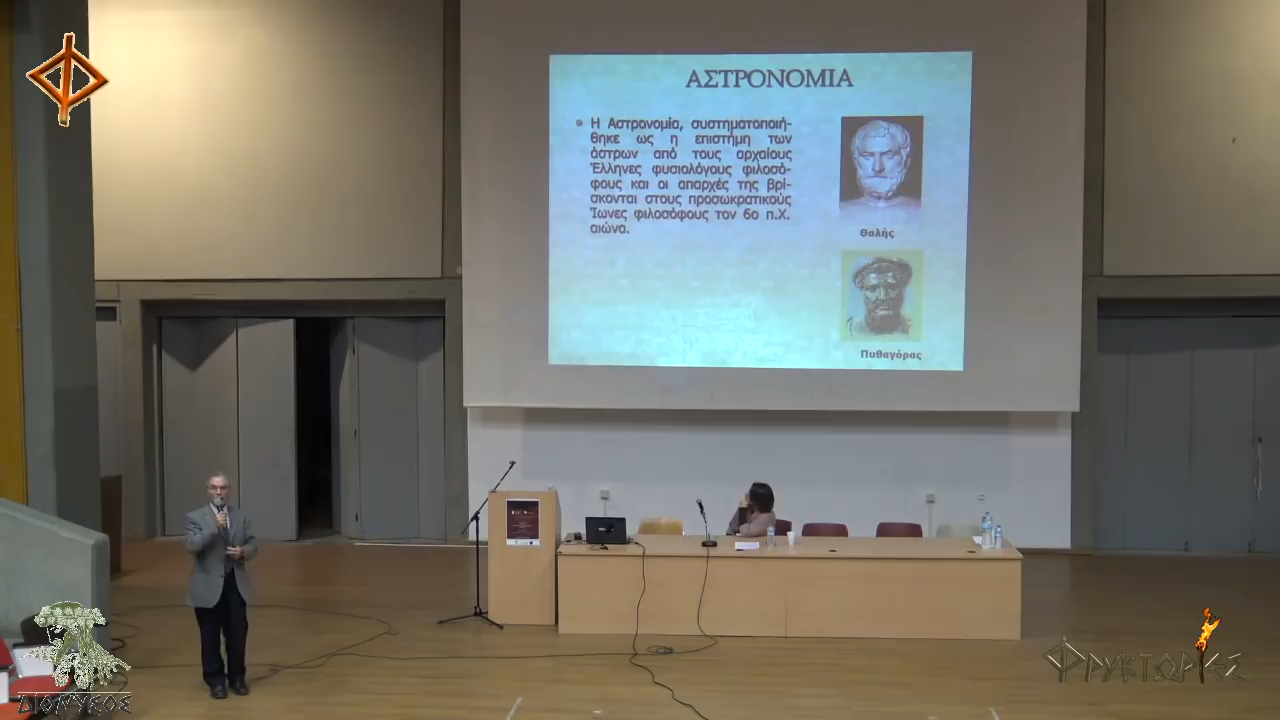 ΑΣΤΡΟΝΟΜΙΑ
Η Αστρονομία, συστηματοποιή-
θηκε ως η επιστήμη των
άστρων από τους αρχαίους
Έλληνες φυσιολόγους φιλοσό-
φους και οι απαρχές της βρί-
σκονται στους προσωκρατικούς
Ίωνες φιλοσόφους τον 6ο π.Χ.
αιώνα.
Θαλής
Πυθαγόρας
ΔΙΟΝΥΣΟΣ
ΦΡΥΚΤΩΡΙΕΣ